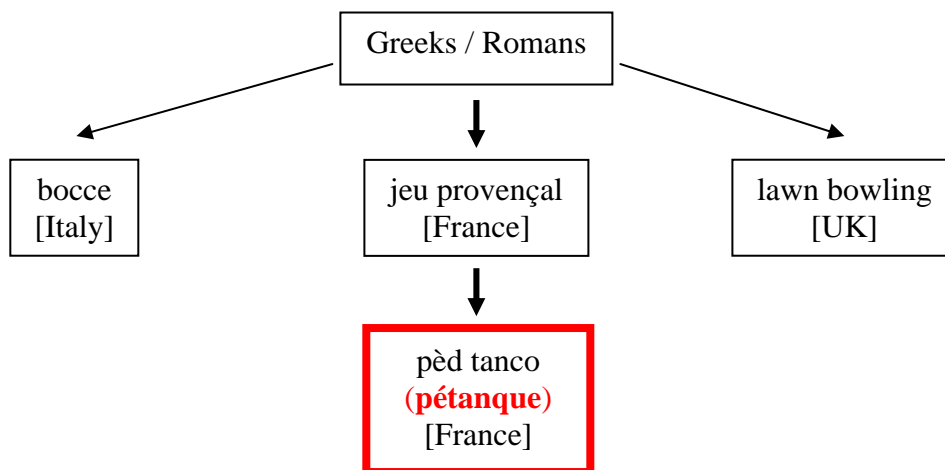 Greeks / Romans
bocce
[Italy]
jeu provençal
[France]
lawn bowling
[UK]
pèd tanco
(pétanque)
[France]